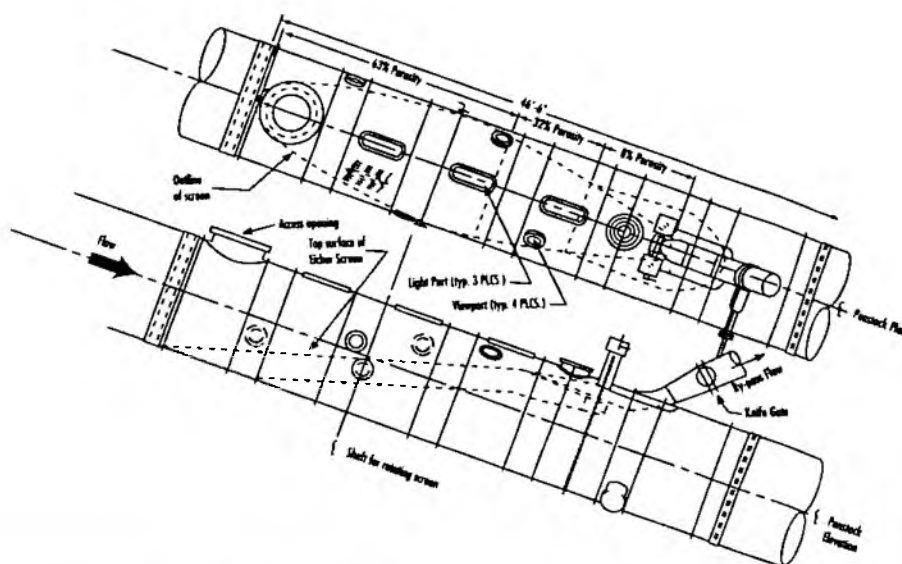 63% Porosity
46'-6"
32% Porosity
8% Porosity
Outline
of screen
Access opening
Flow
Top surface of
Eicher Screen
Light Port (typ. 3 PLCS.)
Viewport (typ. 4 PLCS.)
℄ Penstock Plan
By-pass Flow
Knife Gate
℄ Shaft for rotating screen
℄ Penstock
Elevation